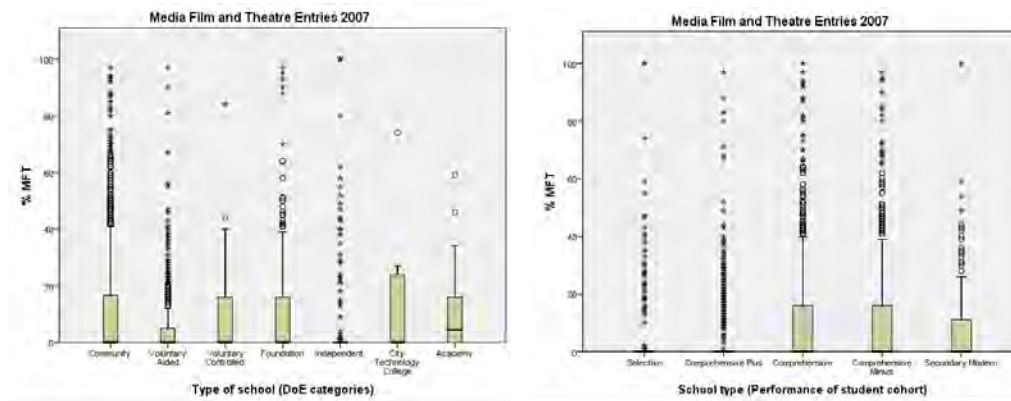 Media Film and Theatre Entries 2007
% MFT
100
80
60
40
20
0
Community
Voluntary Aided
Voluntary Controlled
Foundation
Independent
City Technology College
Academy
Type of school (DoE categories)
Media Film and Theatre Entries 2007
% MFT
100
80
60
40
20
0
Selection
Comprehensive Plus
Comprehensive
Comprehensive Minus
Secondary Modern
School type (Performance of student cohort)